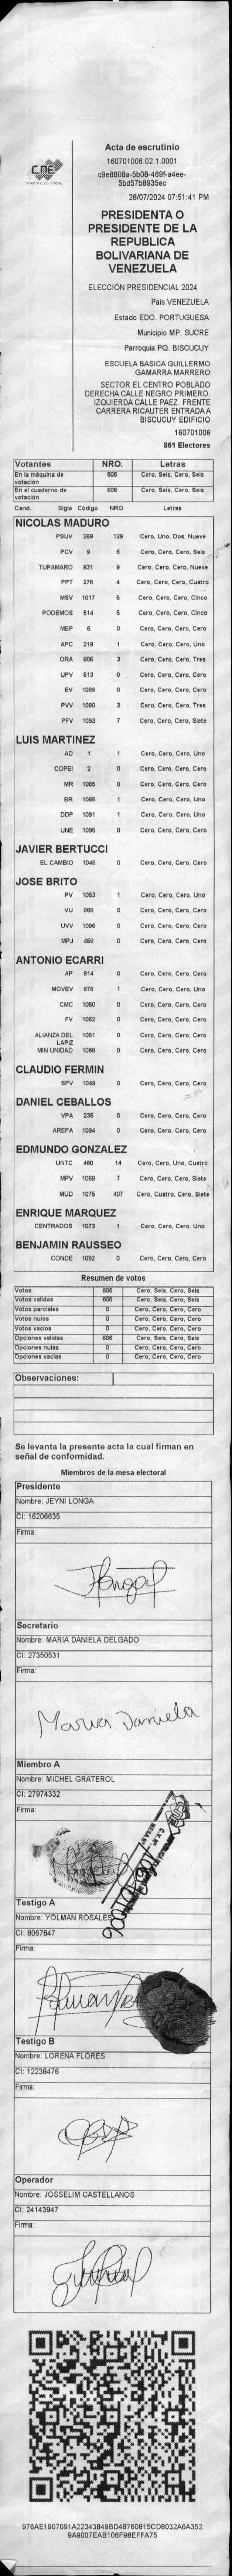 CNE
Acta de escrutinio
160701006.02.1.0001
c9e8808a-5b08-469f-a4ee-
5bd57b8935ec
28/07/2024 07:51:41 PM
PRESIDENTA O
PRESIDENTE DE LA
REPUBLICA
BOLIVARIANA DE
VENEZUELA
ELECCIÓN PRESIDENCIAL 2024
Pais VENEZUELA
Estado EDO. PORTUGUESA
Municipio MP. SUCRE
Parroquia PQ. BISCUCUY
ESCUELA BASICA GUILLERMO
GAMARRA MARRERO
SECTOR EL CENTRO POBLADO
DERECHA CALLE NEGRO PRIMERO.
IZQUIERDA CALLE PAEZ. FRENTE
CARRERA RICAUTER ENTRADA A
BISCUCUY EDIFICIO
160701006
861 Electores
Votantes NRO. Letras
En la máquina de votación 606 Cero, Seis, Cero, Seis
En el cuaderno de votación 606 Cero, Seis, Cero, Seis
Cand. Sigla Código NRO. Letras
NICOLAS MADURO
PSUV 269 129 Cero, Uno, Dos, Nueve
PCV 9 6 Cero, Cero, Cero, Seis
TUPAMARO 931 9 Cero, Cero, Cero, Nueve
PPT 276 4 Cero, Cero, Cero, Cuatro
MSV 1017 5 Cero, Cero, Cero, Cinco
PODEMOS 514 5 Cero, Cero, Cero, Cinco
MEP 6 0 Cero, Cero, Cero, Cero
APC 219 1 Cero, Cero, Cero, Uno
ORA 906 3 Cero, Cero, Cero, Tres
UPV 513 0 Cero, Cero, Cero, Cero
EV 1089 0 Cero, Cero, Cero, Cero
PVV 1090 3 Cero, Cero, Cero, Tres
PFV 1093 7 Cero, Cero, Cero, Siete
LUIS MARTINEZ
AD 1 1 Cero, Cero, Cero, Uno
COPEI 2 0 Cero, Cero, Cero, Cero
MR 1065 0 Cero, Cero, Cero, Cero
BR 1066 1 Cero, Cero, Cero, Uno
DDP 1091 1 Cero, Cero, Cero, Uno
UNE 1095 0 Cero, Cero, Cero, Cero
JAVIER BERTUCCI
EL CAMBIO 1048 0 Cero, Cero, Cero, Cero
JOSE BRITO
PV 1053 1 Cero, Cero, Cero, Uno
VU 868 0 Cero, Cero, Cero, Cero
UVV 1096 0 Cero, Cero, Cero, Cero
MPJ 458 0 Cero, Cero, Cero, Cero
ANTONIO ECARRI
AP 814 0 Cero, Cero, Cero, Cero
MOVEV 678 1 Cero, Cero, Cero, Uno
CMC 1050 0 Cero, Cero, Cero, Cero
FV 1062 0 Cero, Cero, Cero, Cero
ALIANZA DEL LAPIZ 1051 0 Cero, Cero, Cero, Cero
MIN UNIDAD 1068 0 Cero, Cero, Cero, Cero
CLAUDIO FERMIN
SPV 1049 0 Cero, Cero, Cero, Cero
DANIEL CEBALLOS
VPA 236 0 Cero, Cero, Cero, Cero
AREPA 1094 0 Cero, Cero, Cero, Cero
EDMUNDO GONZALEZ
UNTC 460 14 Cero, Cero, Uno, Cuatro
MPV 1069 7 Cero, Cero, Cero, Siete
MUD 1075 407 Cero, Cuatro, Cero, Siete
ENRIQUE MARQUEZ
CENTRADOS 1073 1 Cero, Cero, Cero, Uno
BENJAMIN RAUSSEO
CONDE 1092 0 Cero, Cero, Cero, Cero
Resumen de votos
Votos 606 Cero, Seis, Cero, Seis
Votos validos 606 Cero, Seis, Cero, Seis
Votos parciales 0 Cero, Cero, Cero, Cero
Votos nulos 0 Cero, Cero, Cero, Cero
Votos vacios 0 Cero, Cero, Cero, Cero
Opciones validas 606 Cero, Seis, Cero, Seis
Opciones nulas 0 Cero, Cero, Cero, Cero
Opciones vacias 0 Cero, Cero, Cero, Cero
Observaciones:
Se levanta la presente acta la cual firman en
señal de conformidad.
Miembros de la mesa electoral
Presidente
Nombre: JEYNI LONGA
CI: 16206635
Firma:
Secretario
Nombre: MARIA DANIELA DELGADO
CI: 27350531
Firma:
Maria Daniela
Miembro A
Nombre: MICHEL GRATEROL
CI: 27974332
Firma:
Testigo A
Nombre: YOLMAN ROSALES
CI: 8067847
Firma:
Testigo B
Nombre: LORENA FLORES
CI: 12238476
Firma:
Operador
Nombre: JOSSELIM CASTELLANOS
CI: 24143947
Firma:
976AE1907091A22343849BD48760815CD8032A6A352
9A9007EAB106F98EFFA75